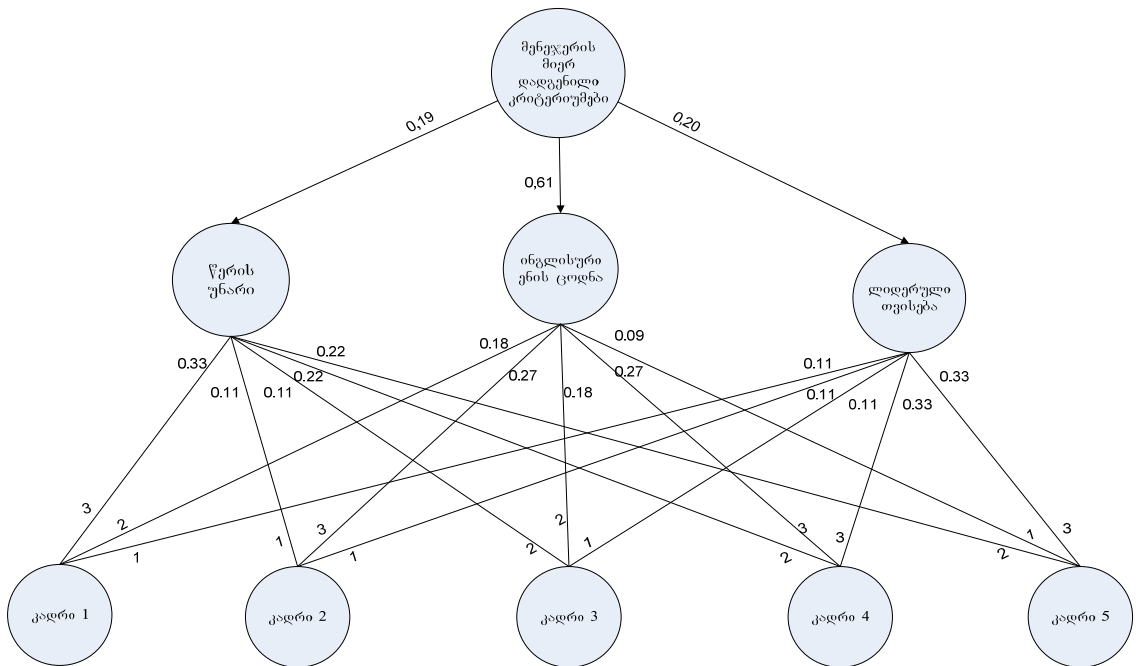 მენეჯერის
მიერ
დადგენილი
კრიტერიუმები
0,19
0,20
0,61
წერის
უნარი
ინგლისური
ენის ცოდნა
ლიდერული
თვისება
0.33
0.11
0.11
0.22
0.22
0.18
0.27
0.18
0.27
0.09
0.11
0.11
0.11
0.33
0.33
3
2
1
1
3
1
2
2
1
2
3
3
2
1
3
კადრი 1
კადრი 2
კადრი 3
კადრი 4
კადრი 5